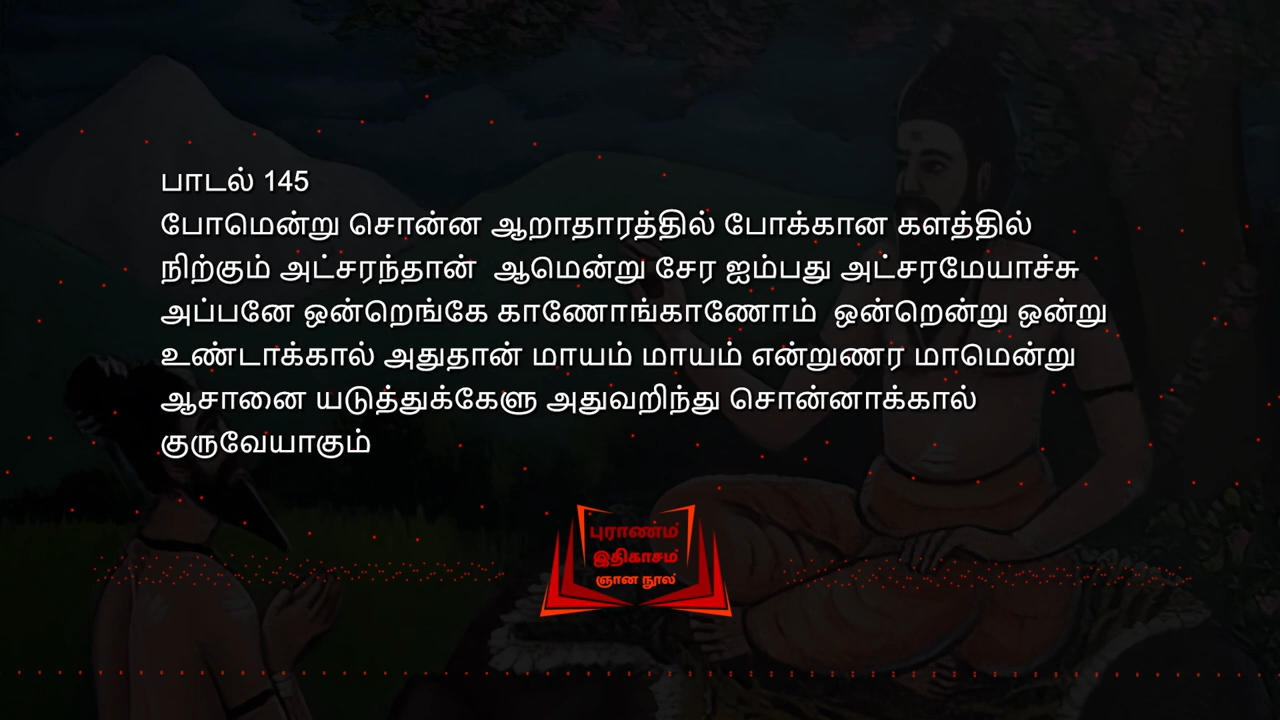 பாடல் 145
போமென்று சொன்ன ஆறாதாரத்தில் போக்கான களத்தில்
நிற்கும் அட்சரந்தான்  ஆமென்று சேர ஐம்பது அட்சரமேயாச்சு
அப்பனே ஒன்றெங்கே காணோங்காணோம்  ஒன்றென்று ஒன்று
உண்டாக்கால் அதுதான் மாயம் மாயம் என்றுணர மாமென்று
ஆசானை யடுத்துக்கேளு அதுவறிந்து சொன்னாக்கால்
குருவேயாகும்
புராணம்
இதிகாசம்
ஞான நூல்